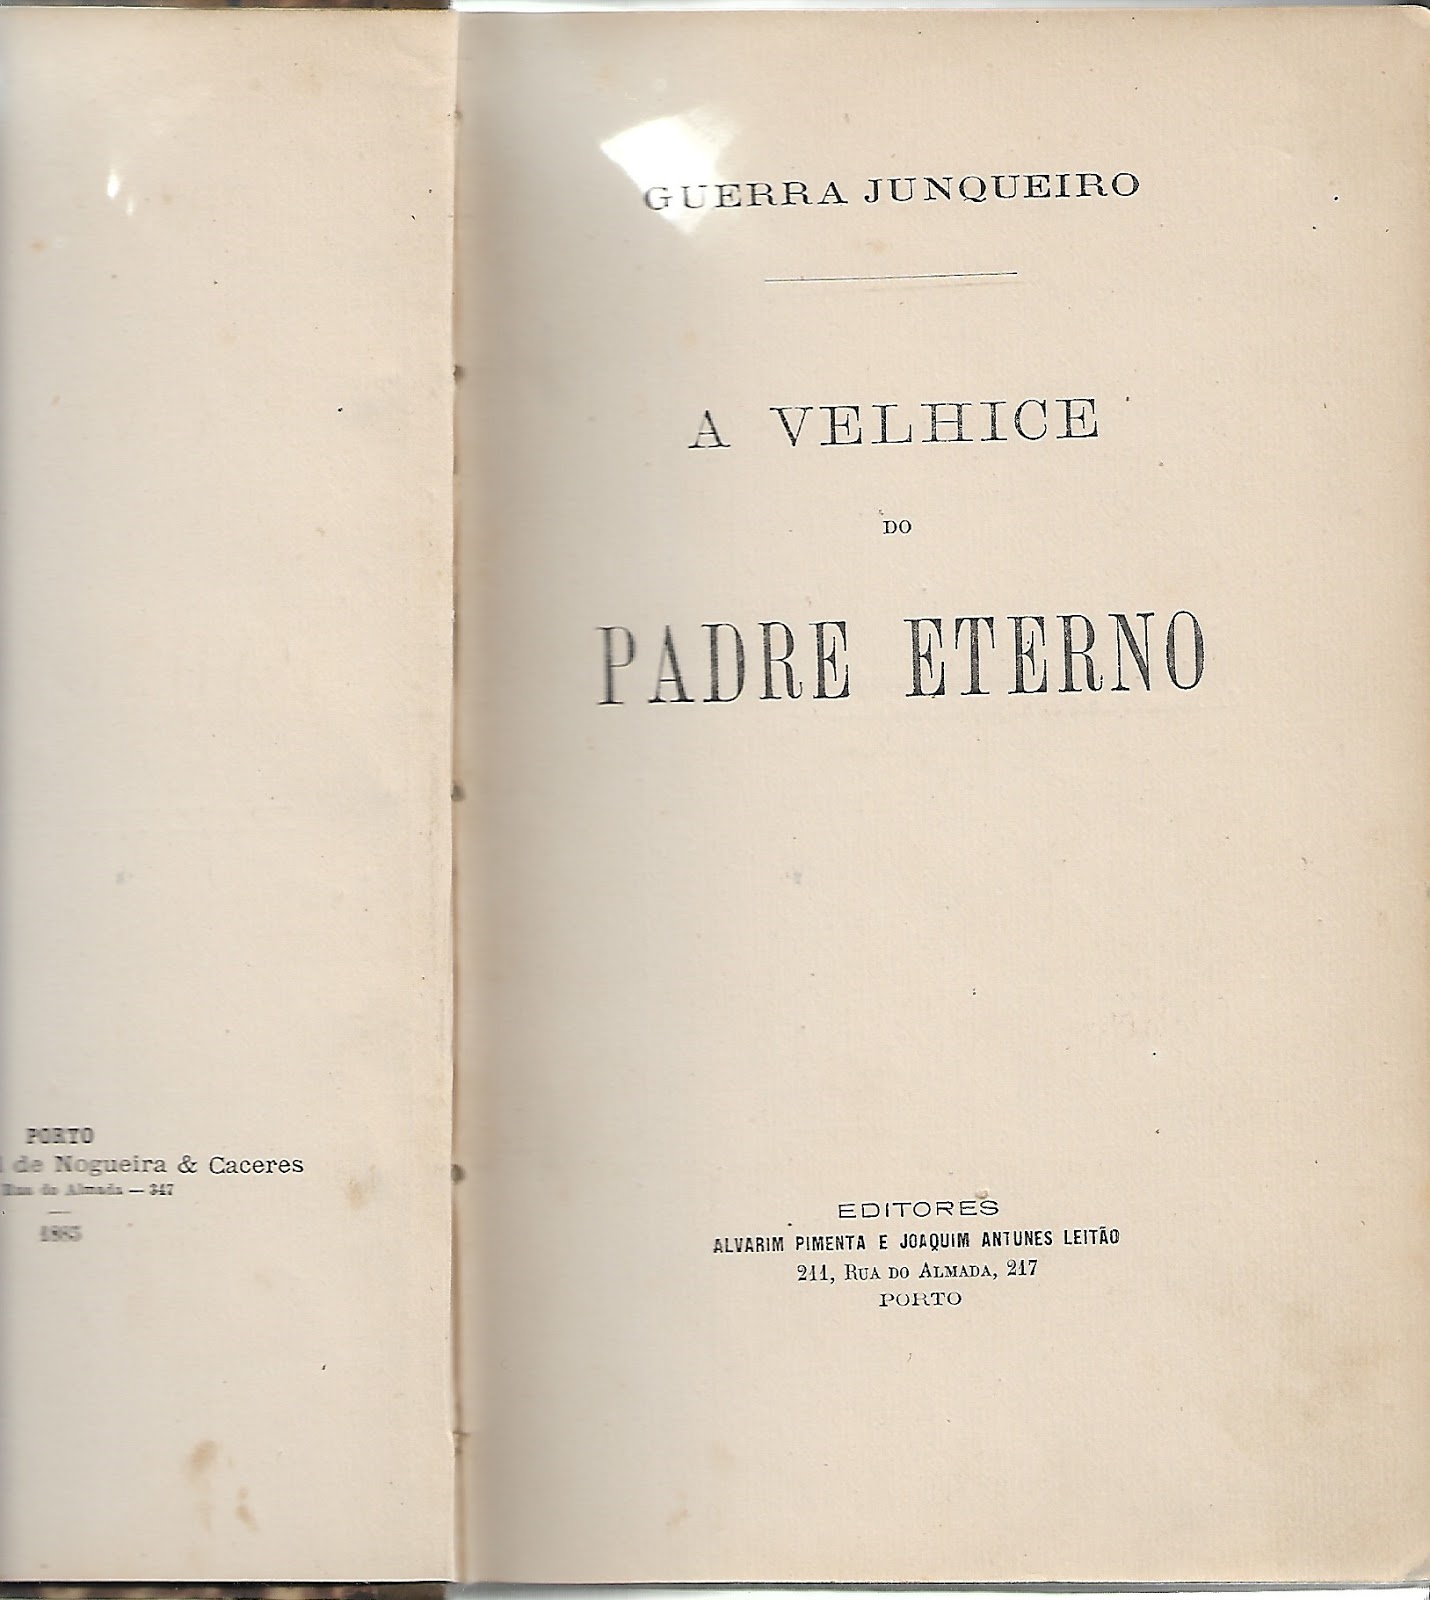 PORTO
de Nogueira & Caceres
Rua do Almada — 347
1885
GUERRA JUNQUEIRO
A VELHICE
DO
PADRE ETERNO
EDITORES
ALVARIM PIMENTA E JOAQUIM ANTUNES LEITÃO
211, RUA DO ALMADA, 217
PORTO